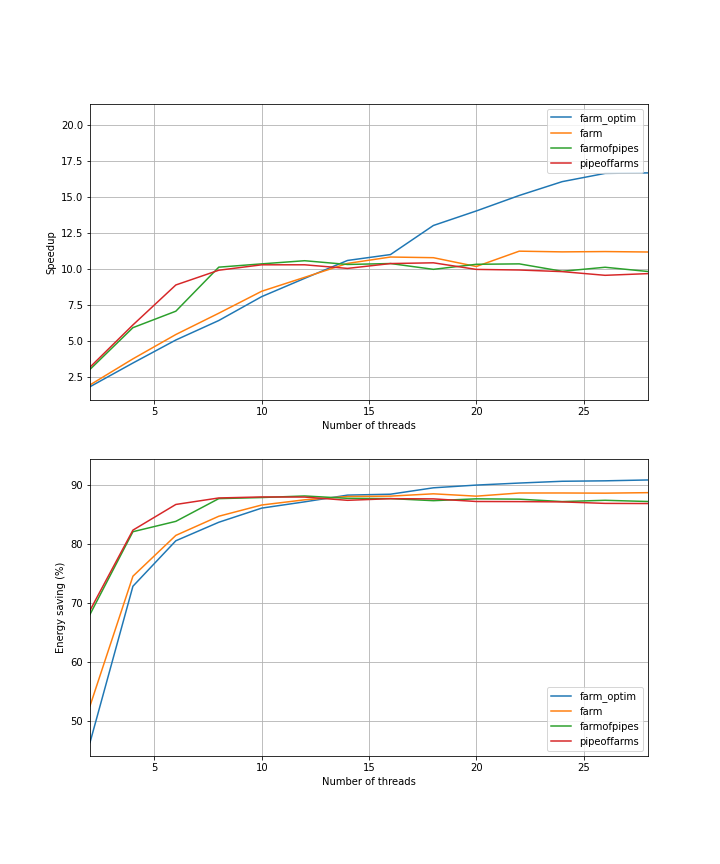 20.0
17.5
15.0
12.5
10.0
7.5
5.0
2.5
Speedup
farm_optim
farm
farmofpipes
pipeoffarms
5 10 15 20 25
Number of threads
90
80
70
60
50
Energy saving (%)
farm_optim
farm
farmofpipes
pipeoffarms
5 10 15 20 25
Number of threads